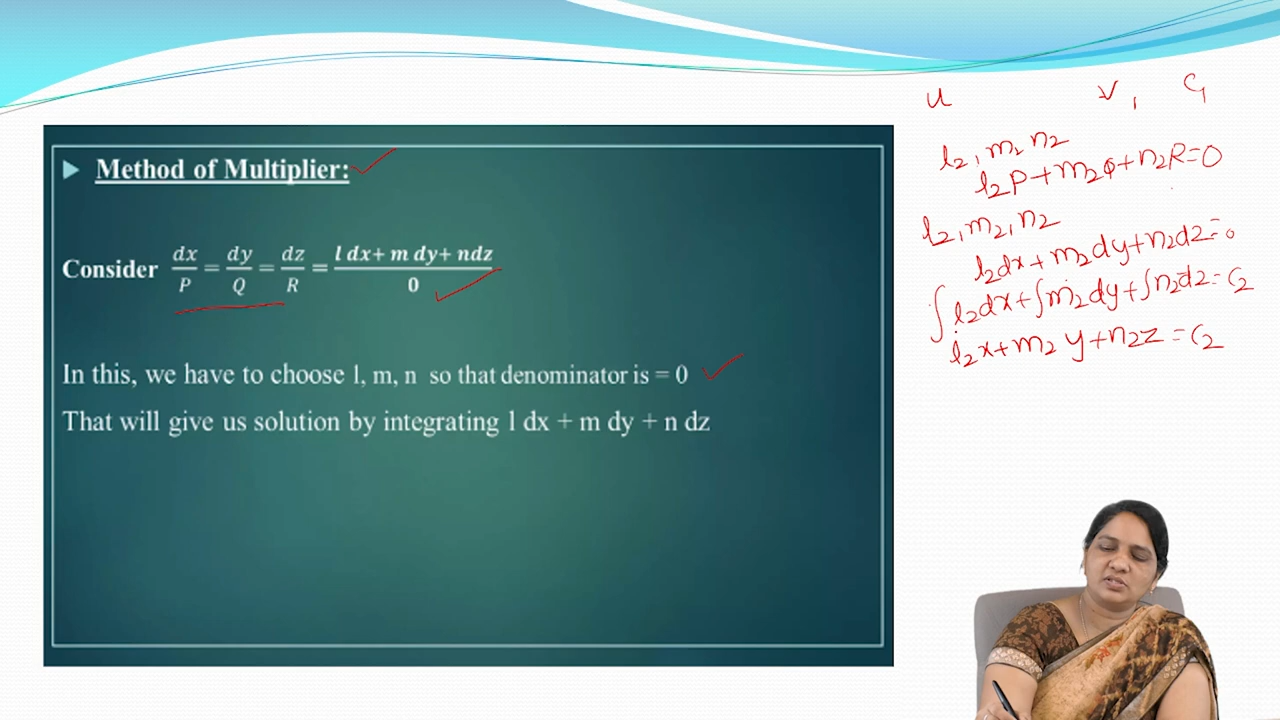 Method of Multiplier:
Consider dx/P = dy/Q = dz/R = l dx+ m dy+ ndz/0
In this, we have to choose l, m, n so that denominator is = 0
That will give us solution by integrating l dx + m dy + n dz
u v, c₁
l₂, m₂ n₂
l₂P+m₂Q+n₂R=0
l₂, m₂, n₂
l₂dx+m₂dy+n₂dz=0
∫l₂dx+∫m₂dy+∫n₂dz=c₂
l₂x+m₂y+n₂z=c₂